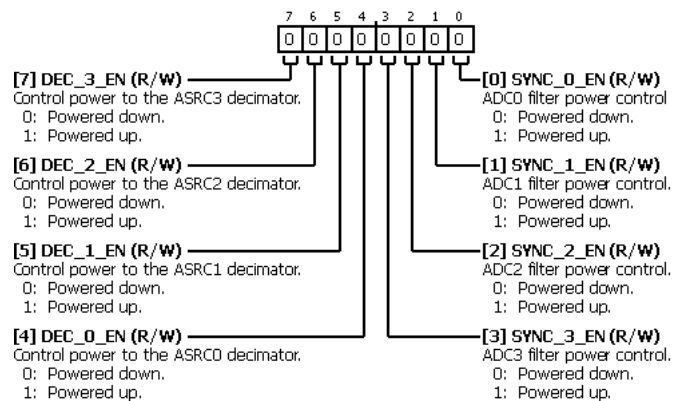 7 6 5 4 3 2 1 0
0 0 0 0 0 0 0 0
[7] DEC_3_EN (R/W)
Control power to the ASRC3 decimator.
0: Powered down.
1: Powered up.
[6] DEC_2_EN (R/W)
Control power to the ASRC2 decimator.
0: Powered down.
1: Powered up.
[5] DEC_1_EN (R/W)
Control power to the ASRC1 decimator.
0: Powered down.
1: Powered up.
[4] DEC_0_EN (R/W)
Control power to the ASRC0 decimator.
0: Powered down.
1: Powered up.
[0] SYNC_0_EN (R/W)
ADC0 filter power control
0: Powered down.
1: Powered up.
[1] SYNC_1_EN (R/W)
ADC1 filter power control.
0: Powered down.
1: Powered up.
[2] SYNC_2_EN (R/W)
ADC2 filter power control.
0: Powered down.
1: Powered up.
[3] SYNC_3_EN (R/W)
ADC3 filter power control.
0: Powered down.
1: Powered up.